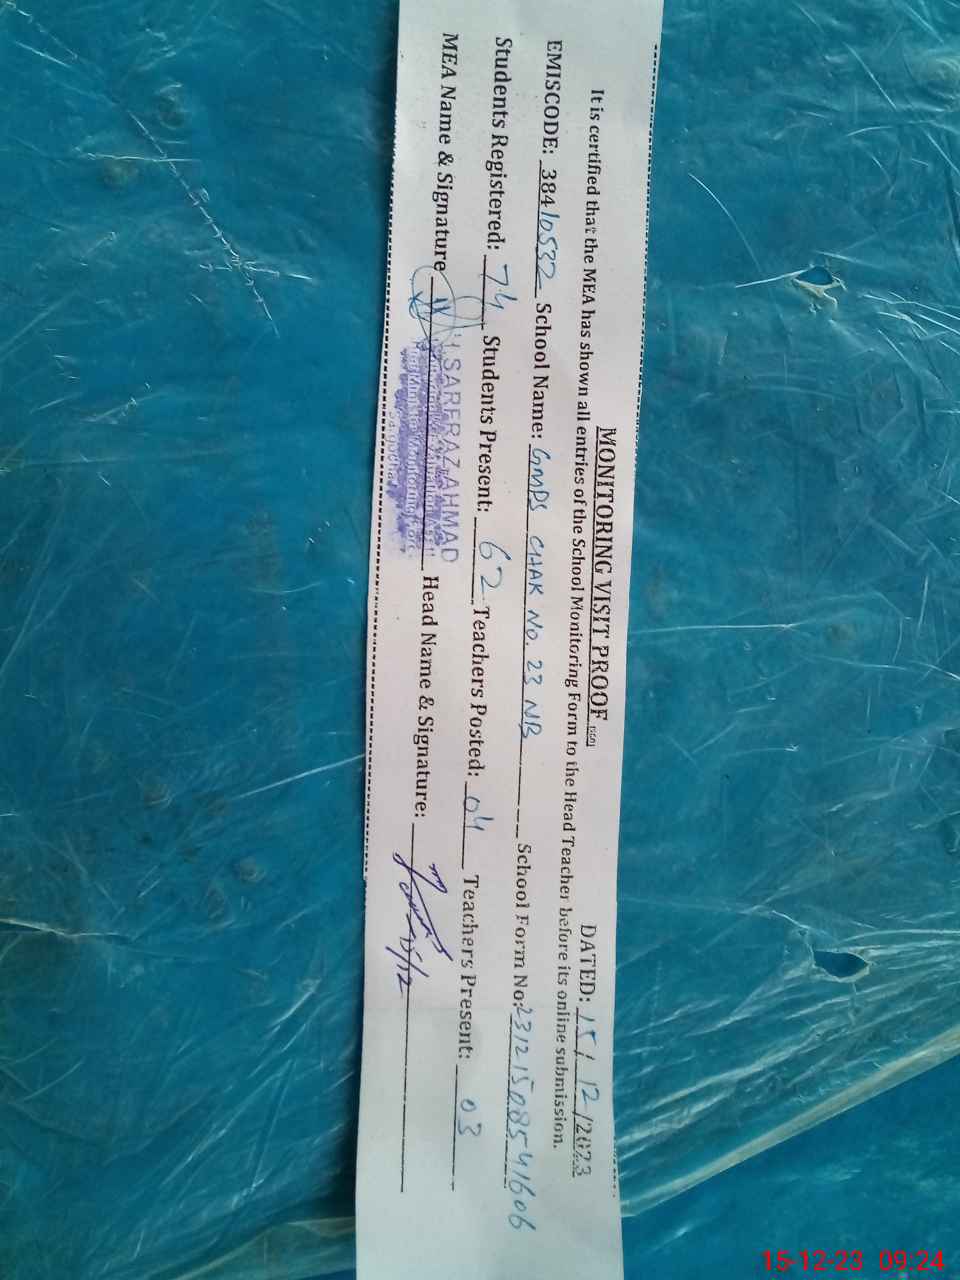 MONITORING VISIT PROOF
DATED: 15/12/2023
It is certified that the MEA has shown all entries of the School Monitoring Form to the Head Teacher before its online submission.
EMISCODE: 38410532 School Name: GMPS CHAK No. 23 NB School Form No: 23121508541606
Students Registered: 74 Students Present: 62 Teachers Posted: 04 Teachers Present: 03
MEA Name & Signature Head Name & Signature: 15/12
SARFRAZ AHMAD
15-12-23 09:24